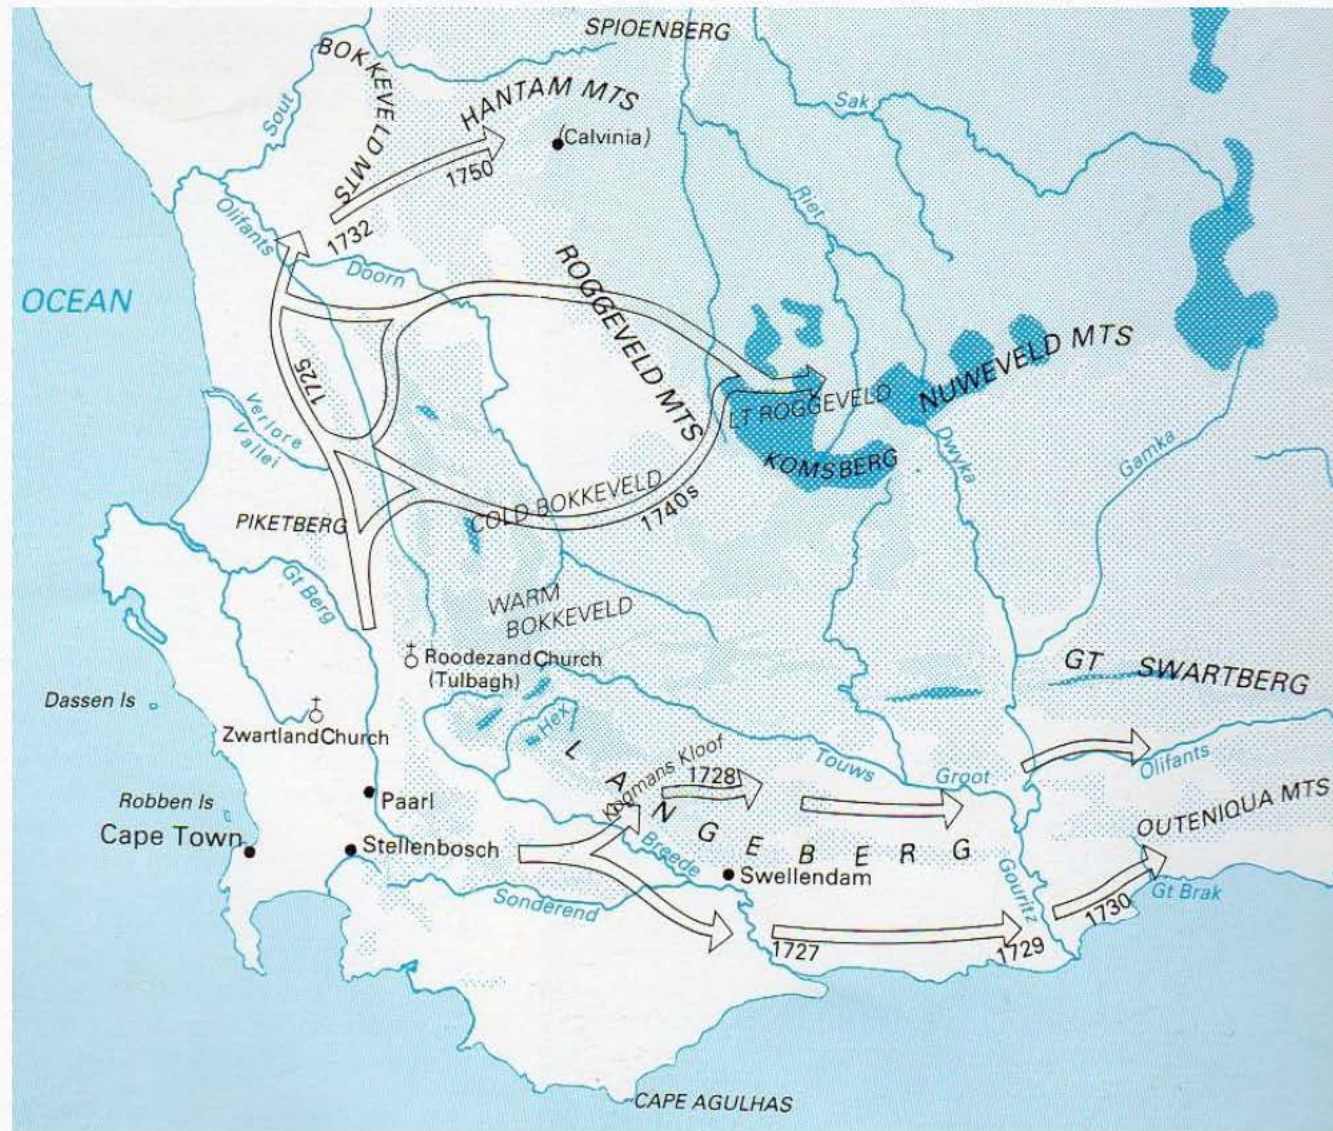 SPIOENBERG
BOKKEVELD MTS
HANTAM MTS
Sout
Sak
(Calvinia)
1750
Riet
Olifants
1732
Doorn
OCEAN
ROGGEVELD MTS
NUWEVELD MTS
1725
LT ROGGEVELD
Verlore
Vallei
Dwyka
Gamka
KOMSBERG
COLD BOKKEVELD
1740s
PIKETBERG
Gt Berg
WARM
BOKKEVELD
Roodezand Church
(Tulbagh)
GT SWARTBERG
Dassen Is
Zwartland Church
Hex
LANGEBERG
Kogmans Kloof
1728
Touws
Groot
Olifants
Robben Is
Paarl
OUTENIQUA MTS
Cape Town
Stellenbosch
Breede
Swellendam
Gouritz
Gt Brak
Sonderend
1730
1727
1729
CAPE AGULHAS